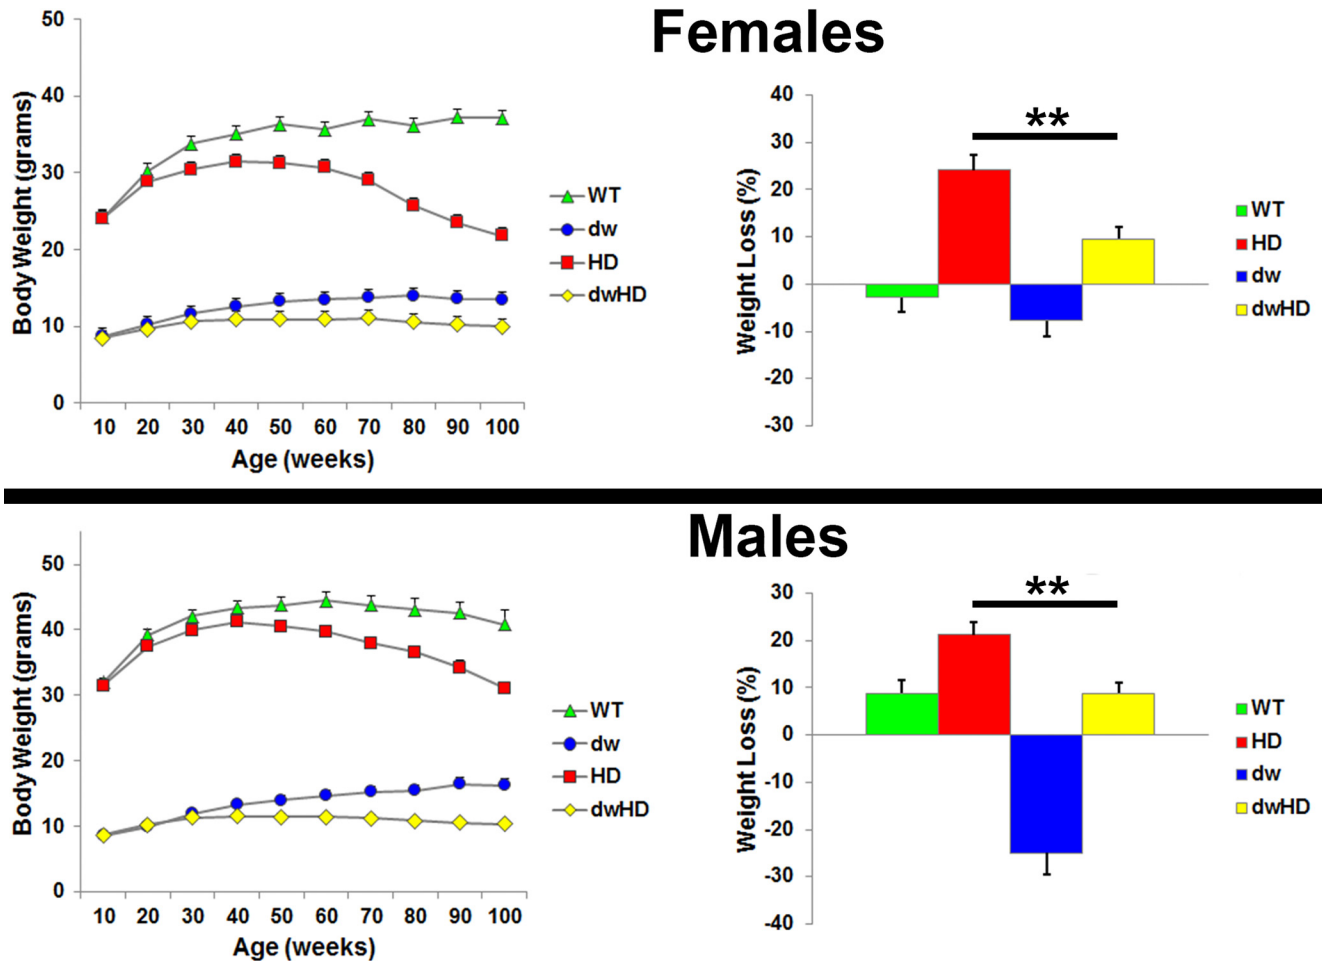 Females
50
40
30
20
10
0
Body Weight (grams)
10 20 30 40 50 60 70 80 90 100
Age (weeks)
WT
dw
HD
dwHD
40
30
20
10
0
-10
-20
-30
Weight Loss (%)
**
WT
HD
dw
dwHD
Males
50
40
30
20
10
0
Body Weight (grams)
10 20 30 40 50 60 70 80 90 100
Age (weeks)
WT
dw
HD
dwHD
30
20
10
0
-10
-20
-30
-40
Weight Loss (%)
**
WT
HD
dw
dwHD